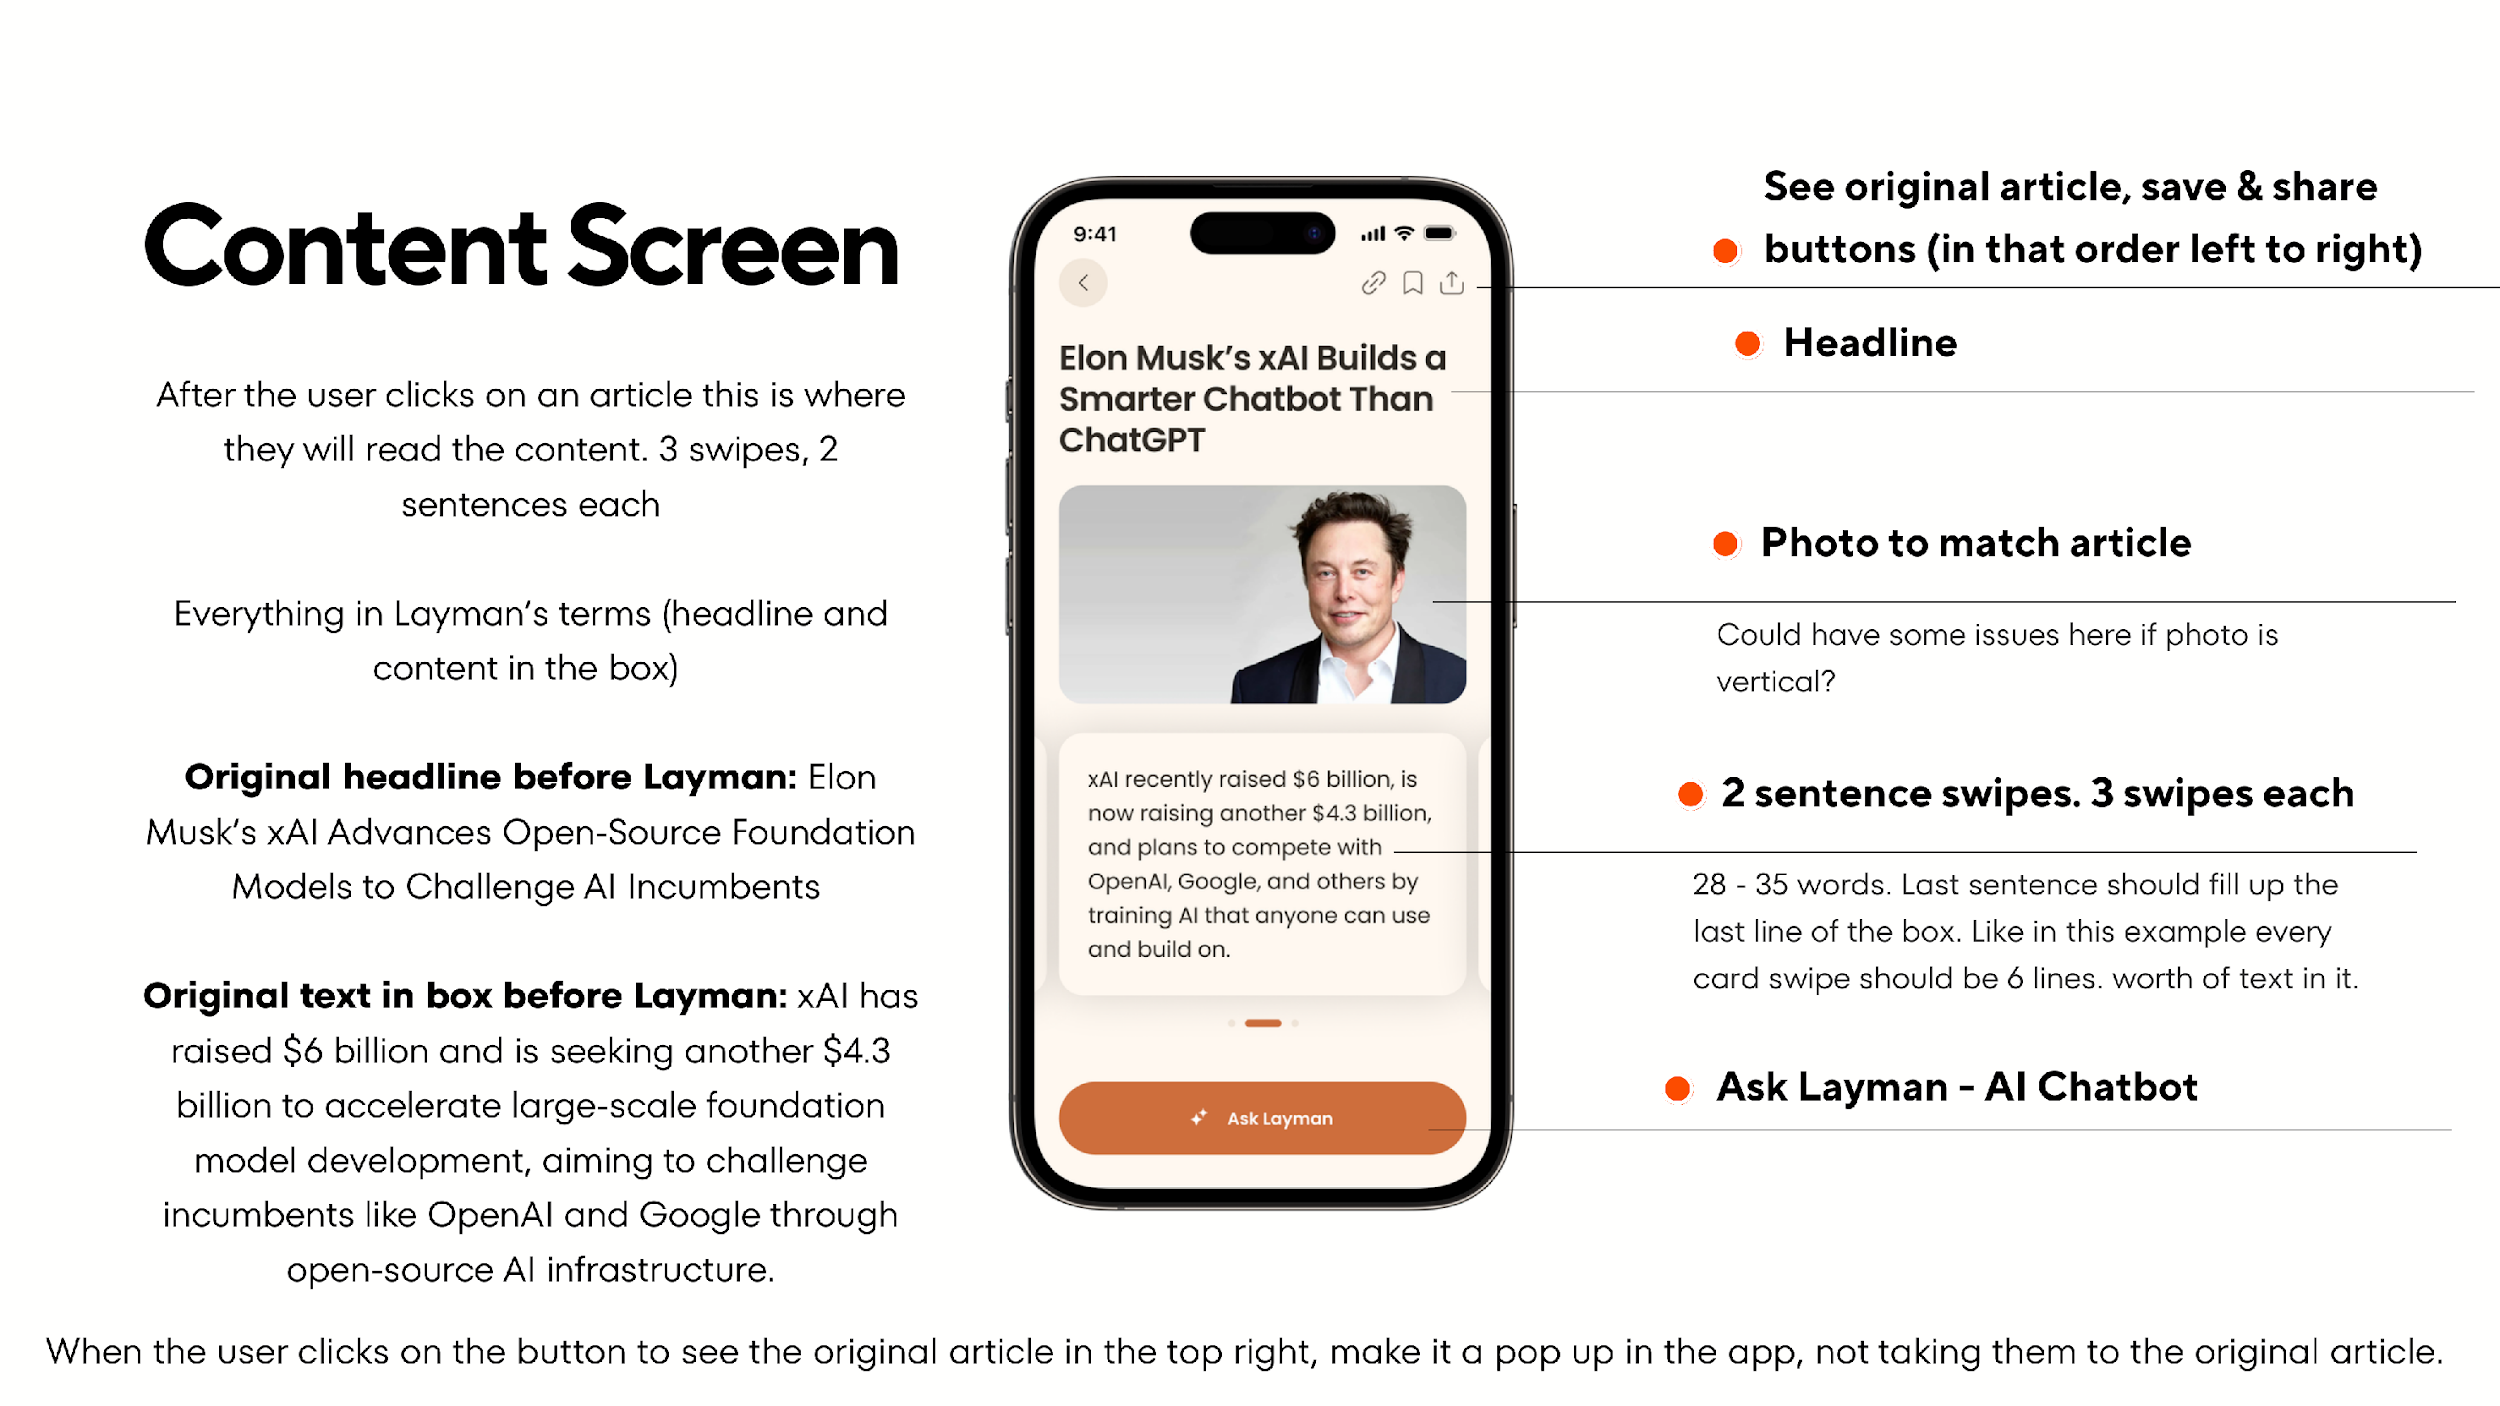 Content Screen
After the user clicks on an article this is where
they will read the content. 3 swipes, 2
sentences each
Everything in Layman's terms (headline and
content in the box)
Original headline before Layman: Elon
Musk's xAI Advances Open-Source Foundation
Models to Challenge AI Incumbents
Original text in box before Layman: xAI has
raised $6 billion and is seeking another $4.3
billion to accelerate large-scale foundation
model development, aiming to challenge
incumbents like OpenAI and Google through
open-source AI infrastructure.
9:41
Elon Musk's xAI Builds a
Smarter Chatbot Than
ChatGPT
xAI recently raised $6 billion, is
now raising another $4.3 billion,
and plans to compete with
OpenAI, Google, and others by
training AI that anyone can use
and build on.
Ask Layman
See original article, save & share
buttons (in that order left to right)
Headline
Photo to match article
Could have some issues here if photo is
vertical?
2 sentence swipes. 3 swipes each
28 - 35 words. Last sentence should fill up the
last line of the box. Like in this example every
card swipe should be 6 lines. worth of text in it.
Ask Layman - AI Chatbot
When the user clicks on the button to see the original article in the top right, make it a pop up in the app, not taking them to the original article.